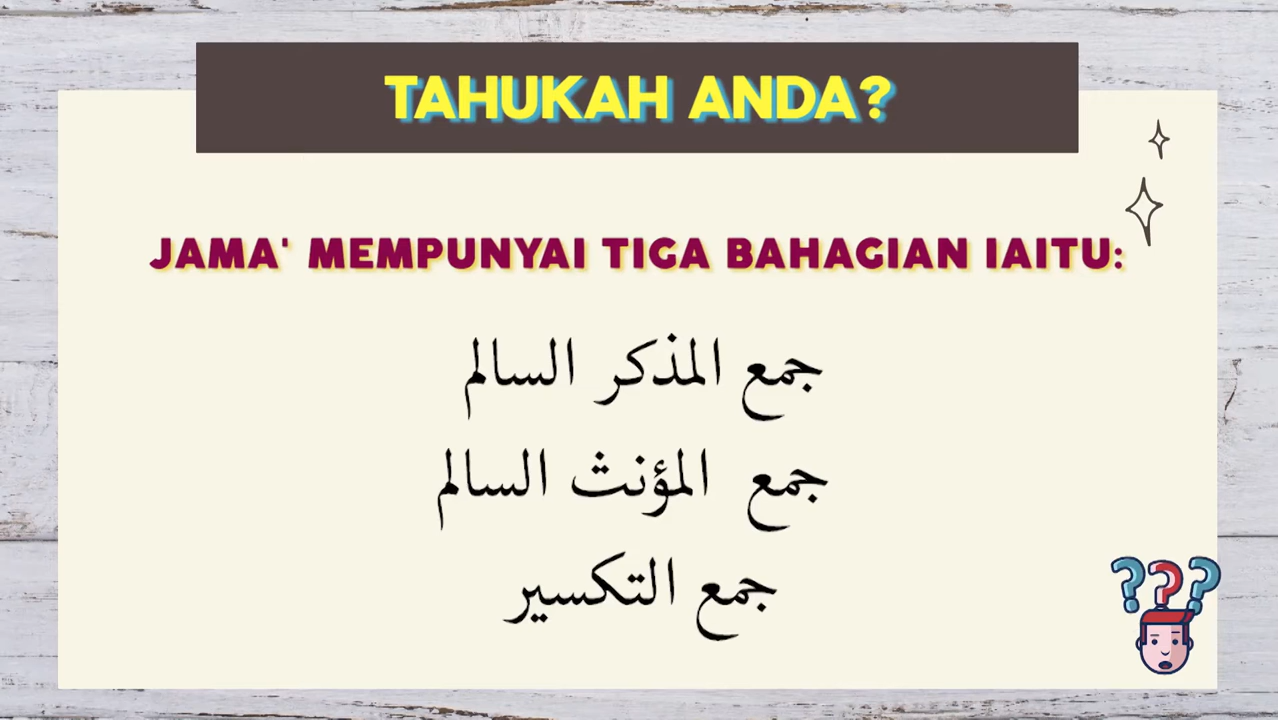 TAHUKAH ANDA?
JAMA' MEMPUNYAI TIGA BAHAGIAN IAITU:
جمع المذكر السالم
جمع المؤنث السالم
جمع التكسير
???